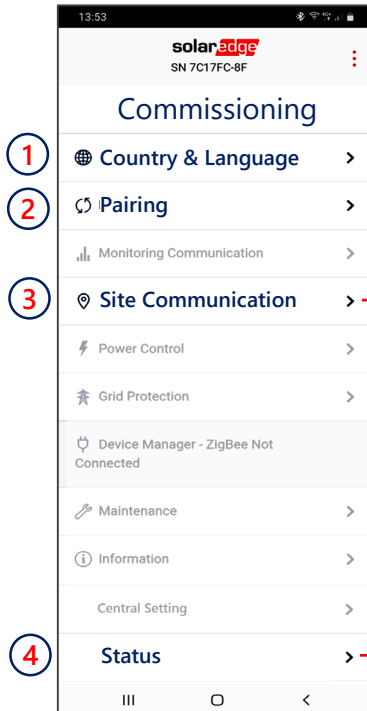 13:53
solaredge
SN 7C17FC-8F
Commissioning
1 Country & Language
2 Pairing
Monitoring Communication
3 Site Communication
Power Control
Grid Protection
Device Manager - ZigBee Not
Connected
Maintenance
Information
Central Setting
4 Status